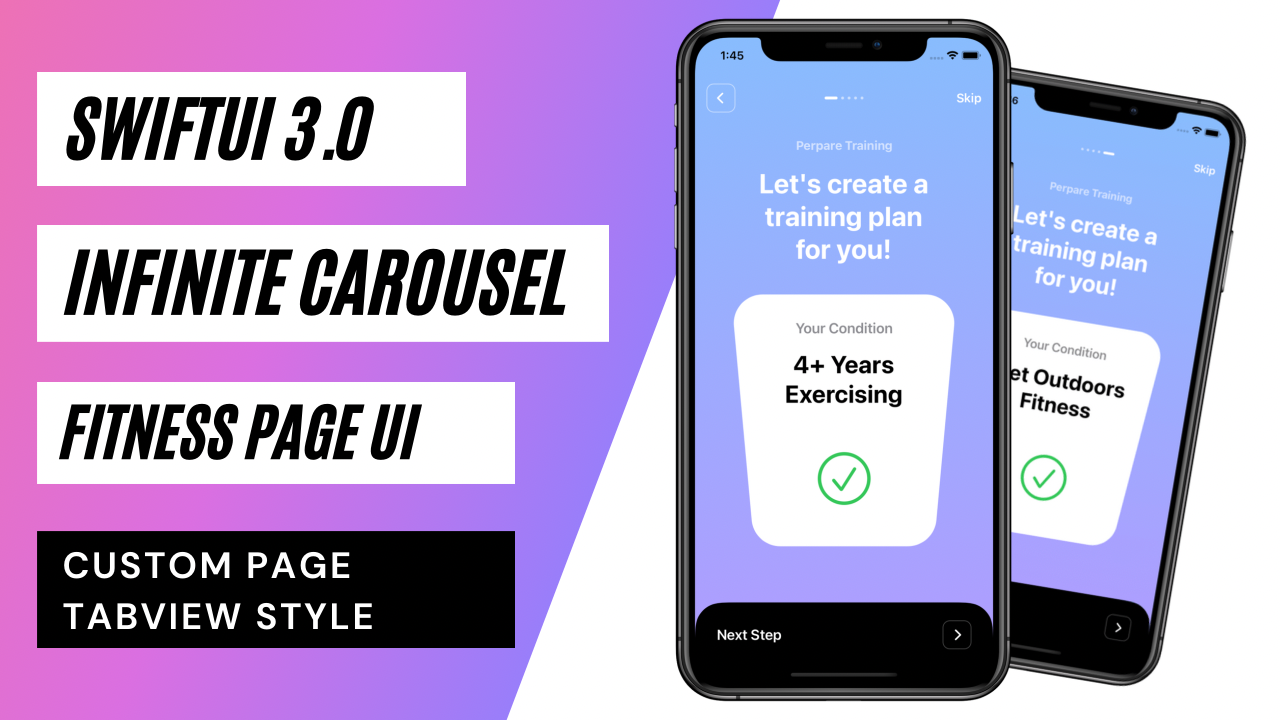 SWIFTUI 3.0
INFINITE CAROUSEL
FITNESS PAGE UI
CUSTOM PAGE
TABVIEW STYLE
1:45
Skip
Perpare Training
Let's create a
training plan
for you!
Your Condition
4+ Years
Exercising
Next Step
Skip
Perpare Training
Let's create a
training plan
for you!
Your Condition
Outdoors
Fitness